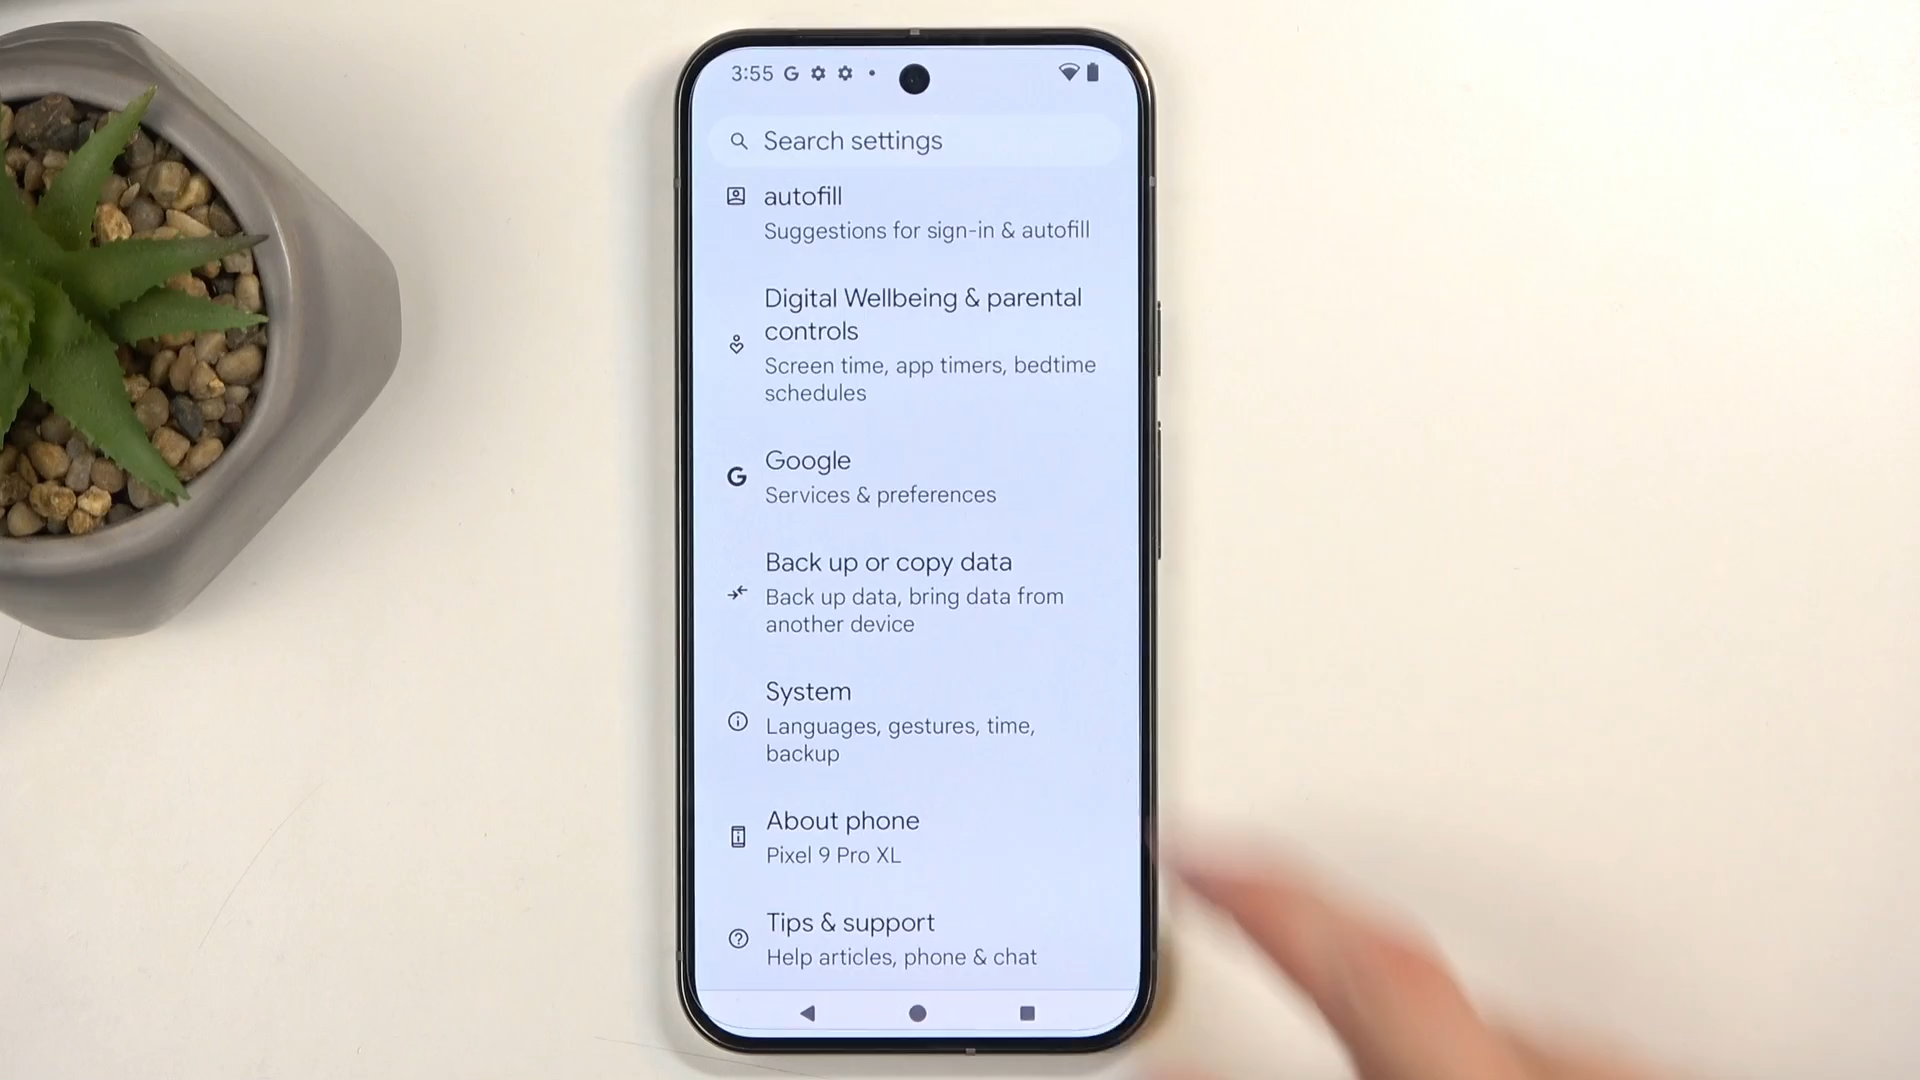 3:55 G
Search settings
autofill
Suggestions for sign-in & autofill
Digital Wellbeing & parental
controls
Screen time, app timers, bedtime
schedules
G
Google
Services & preferences
Back up or copy data
Back up data, bring data from
another device
System
Languages, gestures, time,
backup
About phone
Pixel 9 Pro XL
Tips & support
Help articles, phone & chat